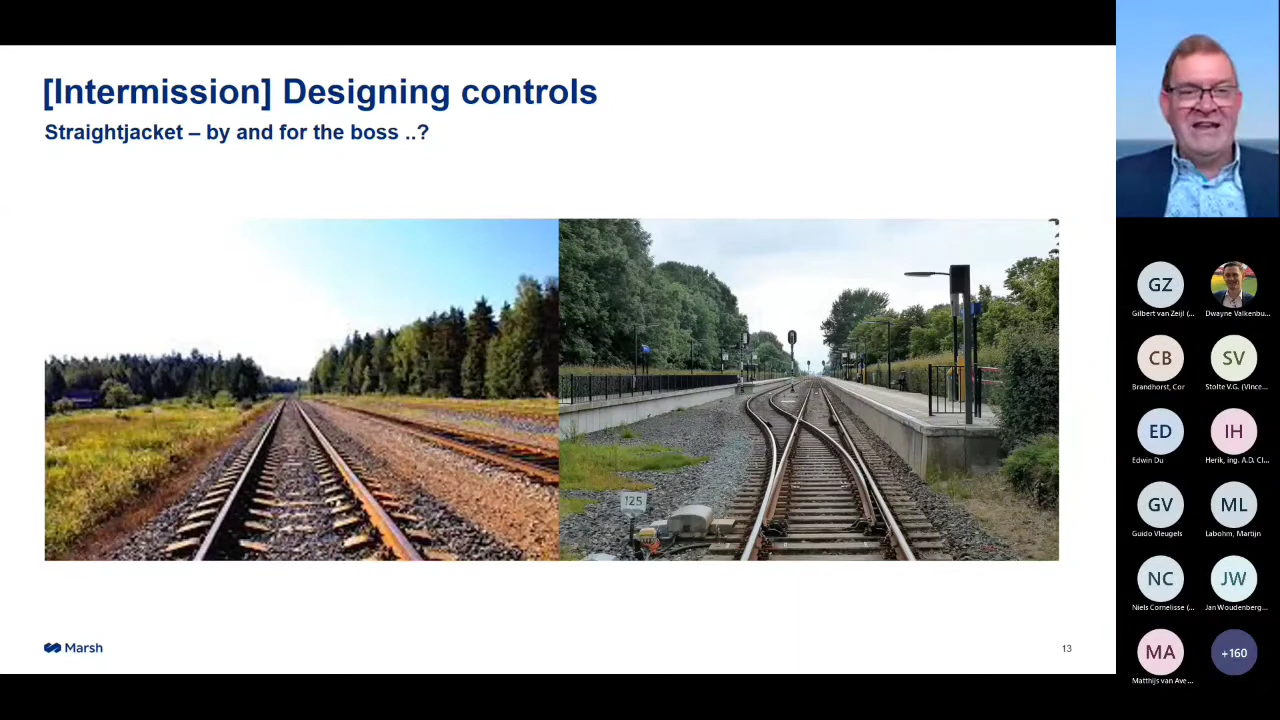 [Intermission] Designing controls
Straightjacket – by and for the boss ..?
125
Marsh
13
GZ
Gilbert van Zeijl (...
Dwayne Valkenbu...
CB
Brandhorst, Cor
SV
Stolte V.G. (Vince...
ED
Edwin Du
IH
Herik, ing. A.D. Cl...
GV
Guido Vleugels
ML
Labohm, Martijn
NC
Niels Cornelisse (...
JW
Jan Woudenberg...
MA
Matthijs van Ave...
+160